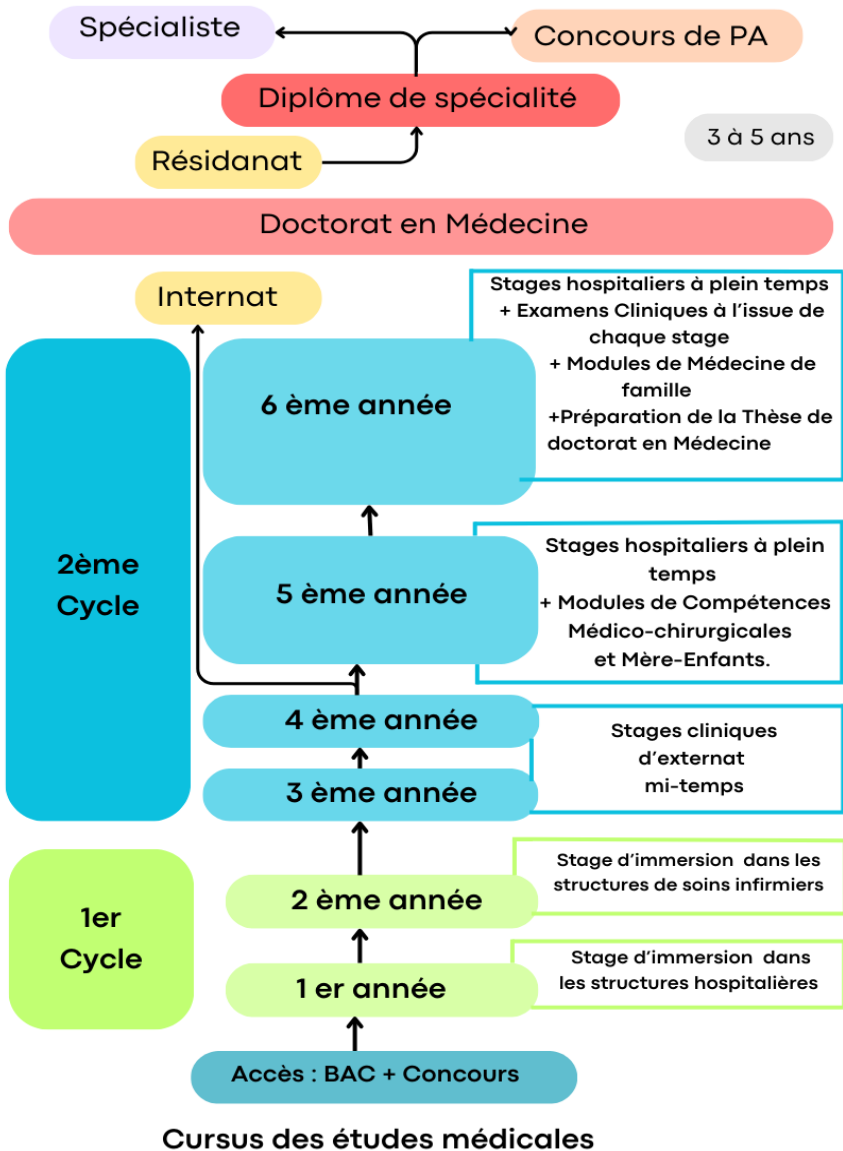 Spécialiste
Concours de PA
Diplôme de spécialité
3 à 5 ans
Résidanat
Doctorat en Médecine
Internat
Stages hospitaliers à plein temps
+ Examens Cliniques à l'issue de
chaque stage
+ Modules de Médecine de
famille
+Préparation de la Thèse de
doctorat en Médecine
6 ème année
2ème
Cycle
5 ème année
Stages hospitaliers à plein
temps
+ Modules de Compétences
Médico-chirurgicales
et Mère-Enfants.
4 ème année
3 ème année
Stages cliniques
d'externat
mi-temps
1er
Cycle
2 ème année
Stage d'immersion dans les
structures de soins infirmiers
1 er année
Stage d'immersion dans
les structures hospitalières
Accès : BAC + Concours
Cursus des études médicales